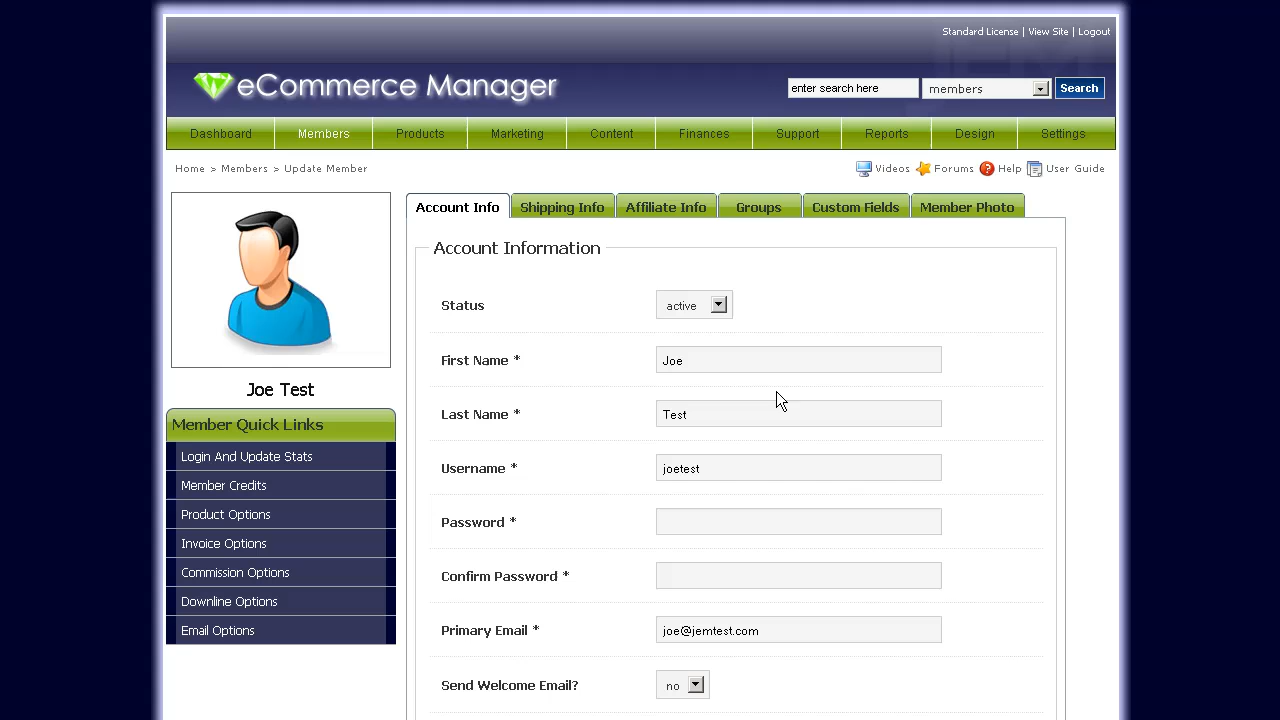 Standard License | View Site | Logout
eCommerce Manager
enter search here members Search
Dashboard Members Products Marketing Content Finances Support Reports Design Settings
Home > Members > Update Member
Videos Forums Help User Guide
Account Info Shipping Info Affiliate Info Groups Custom Fields Member Photo
Joe Test
Member Quick Links
Login And Update Stats
Member Credits
Product Options
Invoice Options
Commission Options
Downline Options
Email Options
Account Information
Status active
First Name * Joe
Last Name * Test
Username * joetest
Password *
Confirm Password *
Primary Email * joe@jemtest.com
Send Welcome Email? no